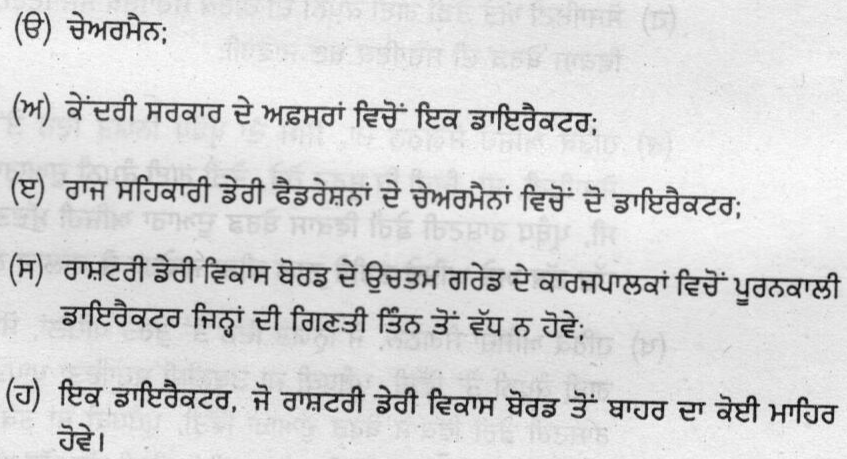 (ੳ) ਚੇਅਰਮੈਨ;
(ਅ) ਕੇਂਦਰੀ ਸਰਕਾਰ ਦੇ ਅਫ਼ਸਰਾਂ ਵਿਚੋਂ ਇਕ ਡਾਇਰੈਕਟਰ;
(ੲ) ਰਾਜ ਸਹਿਕਾਰੀ ਡੇਰੀ ਫੈਡਰੇਸ਼ਨਾਂ ਦੇ ਚੇਅਰਮੈਨਾਂ ਵਿਚੋਂ ਦੋ ਡਾਇਰੈਕਟਰ;
(ਸ) ਰਾਸ਼ਟਰੀ ਡੇਰੀ ਵਿਕਾਸ ਬੋਰਡ ਦੇ ਉਚਤਮ ਗਰੇਡ ਦੇ ਕਾਰਜਪਾਲਕਾਂ ਵਿਚੋਂ ਪੂਰਨਕਾਲੀ
ਡਾਇਰੈਕਟਰ ਜਿਨ੍ਹਾਂ ਦੀ ਗਿਣਤੀ ਤਿੰਨ ਤੋਂ ਵੱਧ ਨ ਹੋਵੇ;
(ਹ) ਇਕ ਡਾਇਰੈਕਟਰ, ਜੋ ਰਾਸ਼ਟਰੀ ਡੇਰੀ ਵਿਕਾਸ ਬੋਰਡ ਤੋਂ ਬਾਹਰ ਦਾ ਕੋਈ ਮਾਹਿਰ
ਹੋਵੇ।